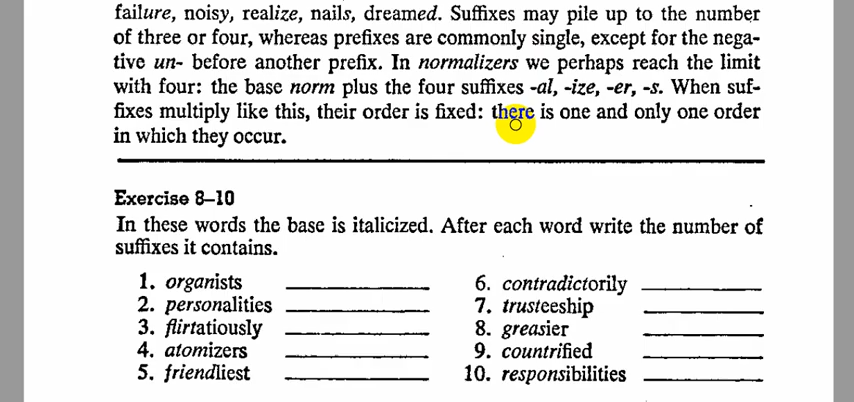 failure, noisy, realize, nails, dreamed. Suffixes may pile up to the number
of three or four, whereas prefixes are commonly single, except for the nega-
tive un- before another prefix. In normalizers we perhaps reach the limit
with four: the base norm plus the four suffixes -al, -ize, -er, -s. When suf-
fixes multiply like this, their order is fixed: there is one and only one order
in which they occur.
Exercise 8–10
In these words the base is italicized. After each word write the number of
suffixes it contains.
1. organists
2. personalities
3. flirtatiously
4. atomizers
5. friendliest
6. contradictorily
7. trusteeship
8. greasier
9. countrified
10. responsibilities